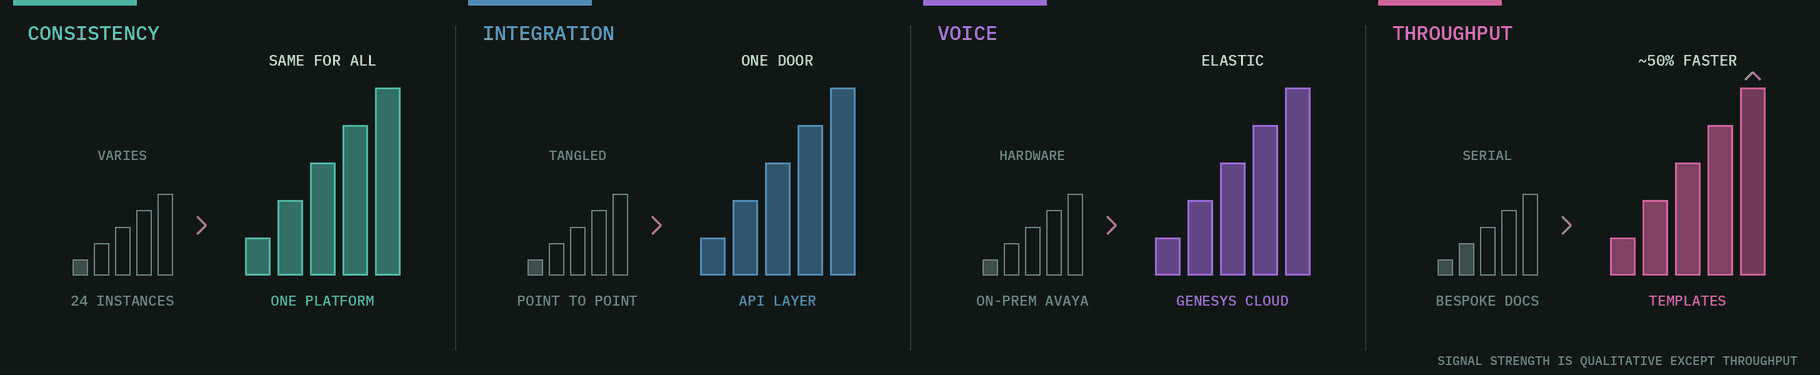 CONSISTENCY
SAME FOR ALL
VARIES
24 INSTANCES
ONE PLATFORM
INTEGRATION
ONE DOOR
TANGLED
POINT TO POINT
API LAYER
VOICE
ELASTIC
HARDWARE
ON-PREM AVAYA
GENESYS CLOUD
THROUGHPUT
~50% FASTER
SERIAL
BESPOKE DOCS
TEMPLATES
SIGNAL STRENGTH IS QUALITATIVE EXCEPT THROUGHPUT